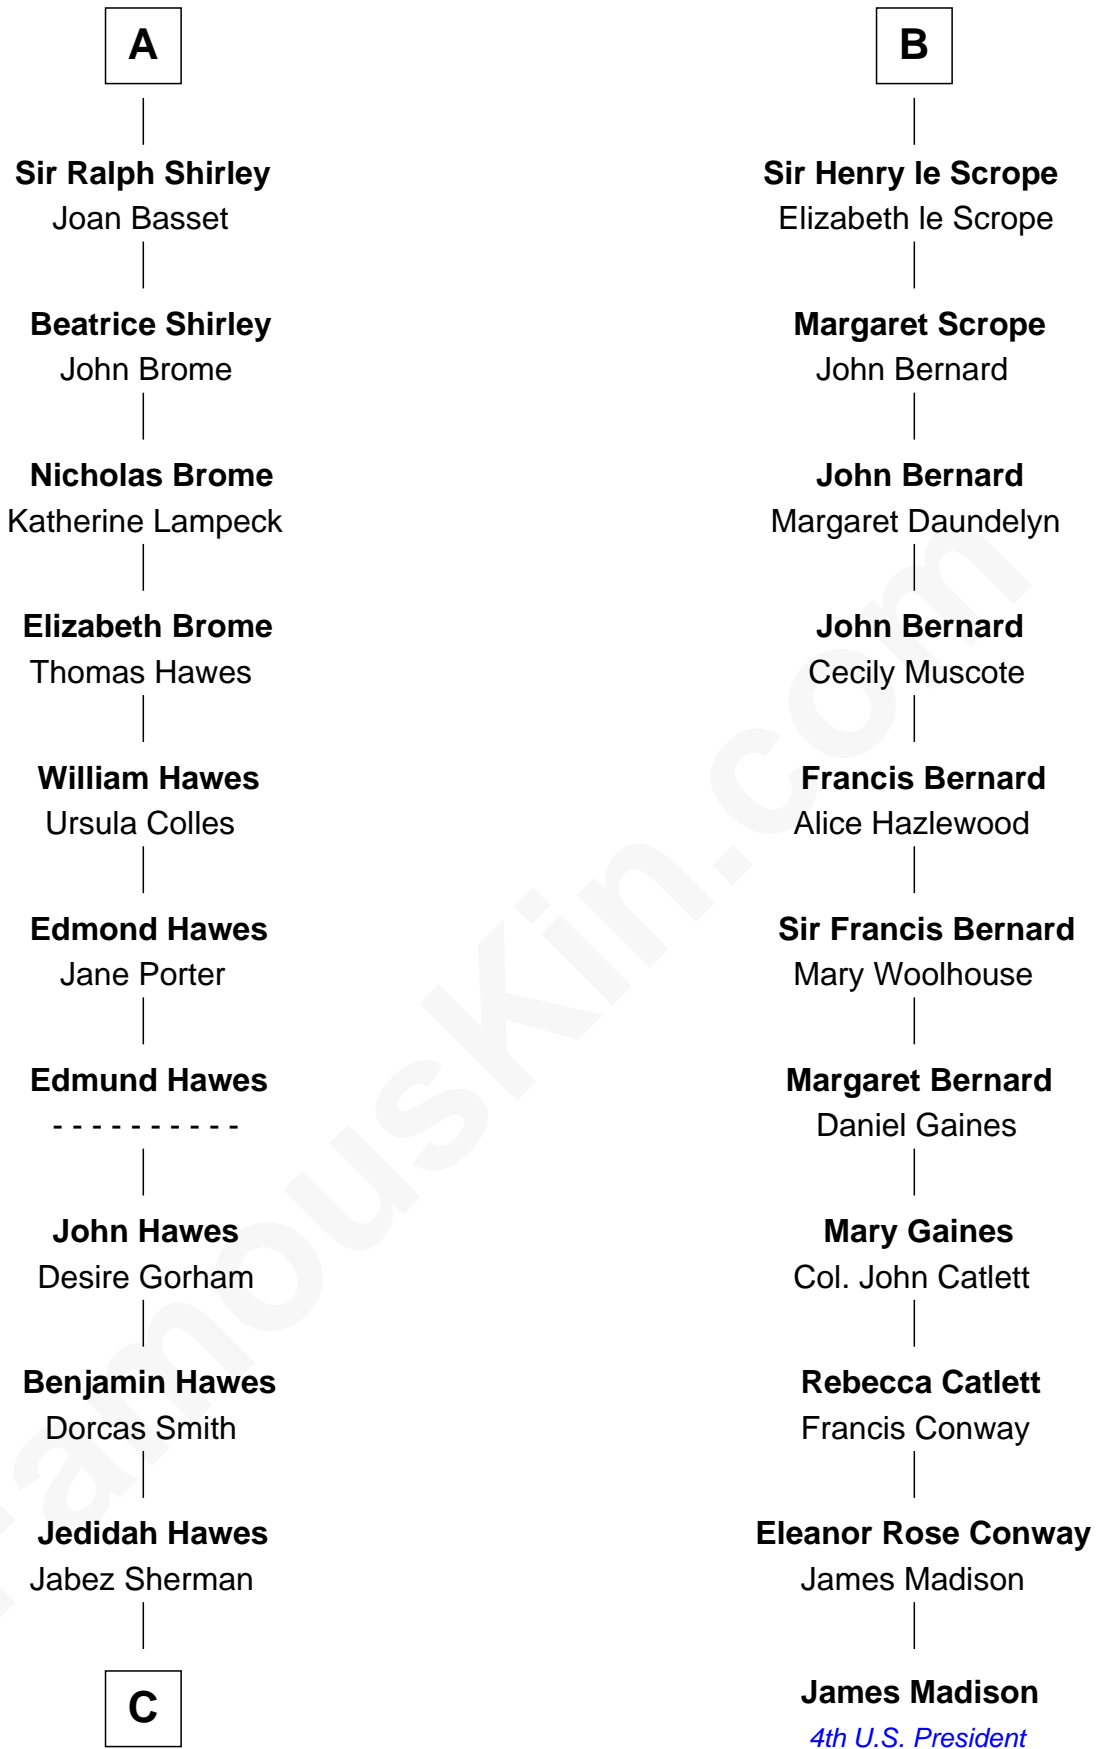 A
Sir Ralph Shirley
Joan Basset
Beatrice Shirley
John Brome
Nicholas Brome
Katherine Lampeck
Elizabeth Brome
Thomas Hawes
William Hawes
Ursula Colles
Edmond Hawes
Jane Porter
Edmund Hawes
- - - - - - - - - -
John Hawes
Desire Gorham
Benjamin Hawes
Dorcas Smith
Jedidah Hawes
Jabez Sherman
C
B
Sir Henry le Scrope
Elizabeth le Scrope
Margaret Scrope
John Bernard
John Bernard
Margaret Daundelyn
John Bernard
Cecily Muscote
Francis Bernard
Alice Hazlewood
Sir Francis Bernard
Mary Woolhouse
Margaret Bernard
Daniel Gaines
Mary Gaines
Col. John Catlett
Rebecca Catlett
Francis Conway
Eleanor Rose Conway
James Madison
James Madison
4th U.S. President
FamousKin.com